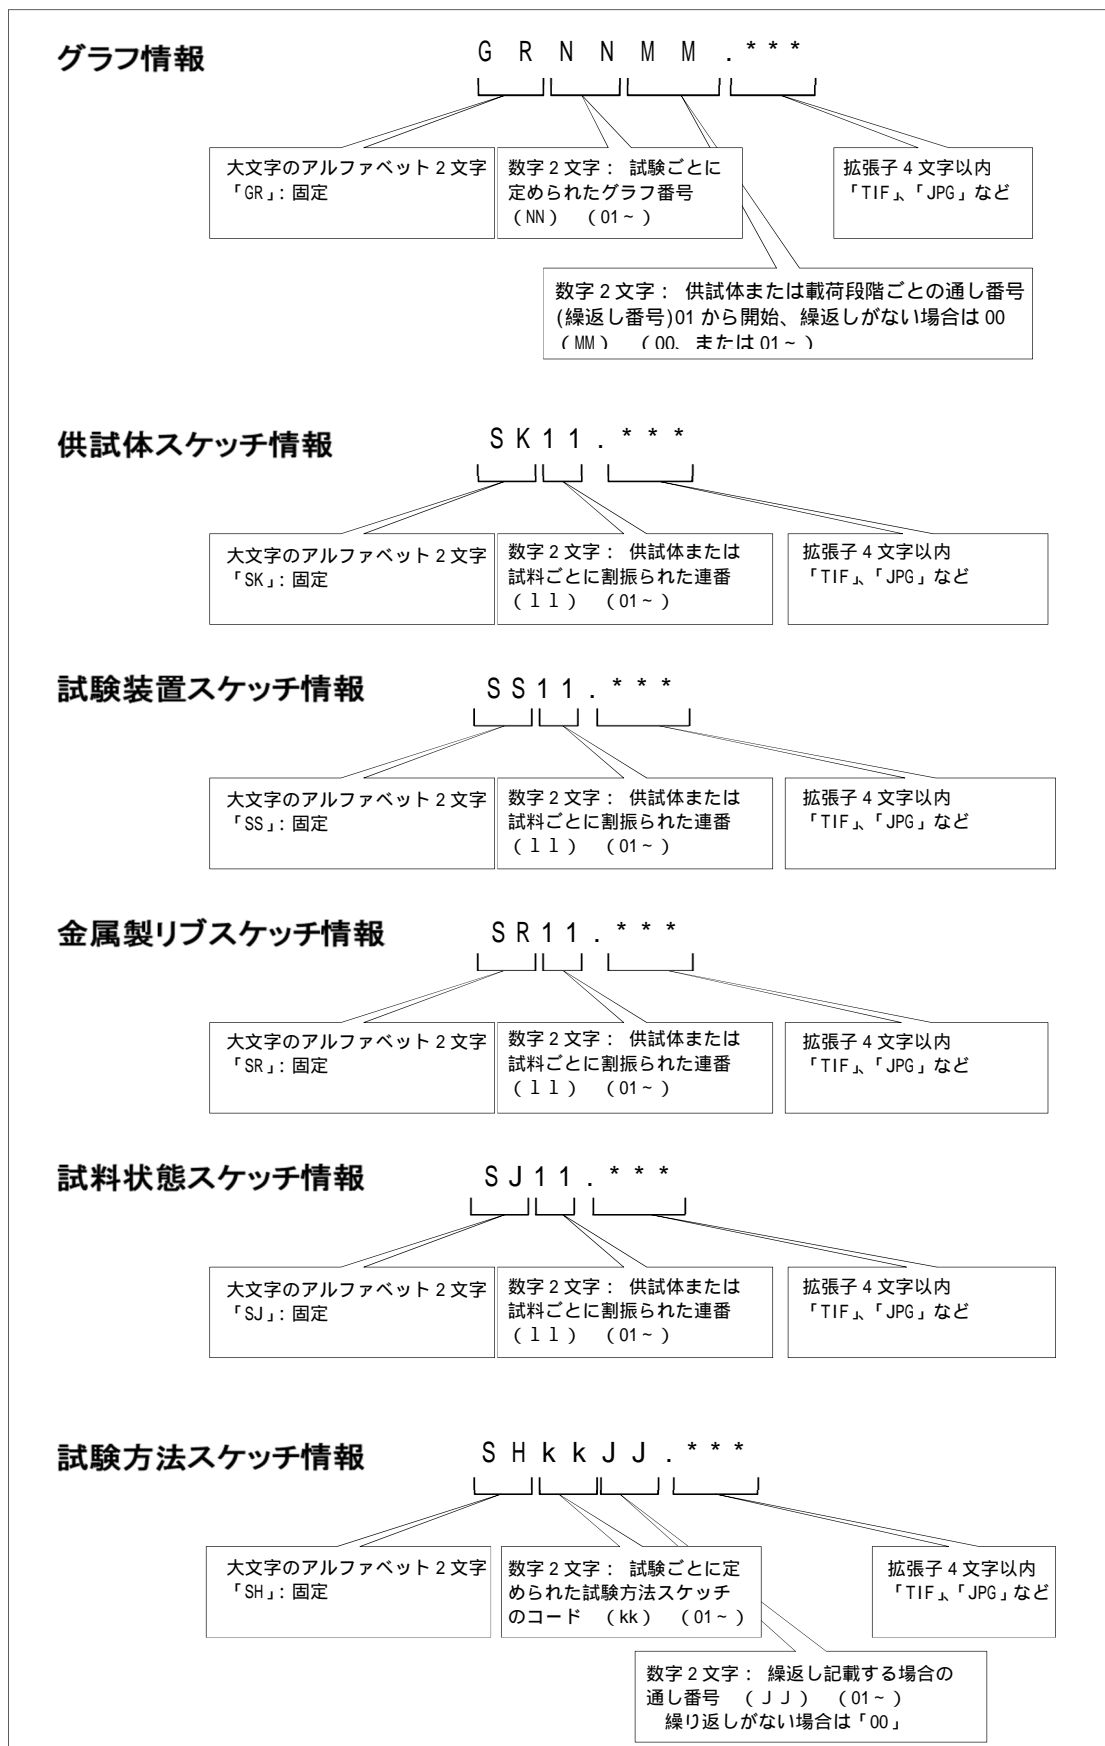 グラフ情報
GRNNMM.***
大文字のアルファベット2文字
「GR」：固定
数字2文字： 試験ごとに
定められたグラフ番号
（NN） （01～）
拡張子4文字以内
「TIF」、「JPG」など
数字2文字： 供試体または載荷段階ごとの通し番号
(繰返し番号)01から開始、繰返しがない場合は00
（MM） （00、または01～）
供試体スケッチ情報
SK11.***
大文字のアルファベット2文字
「SK」：固定
数字2文字： 供試体または
試料ごとに割振られた連番
（ll） （01～）
拡張子4文字以内
「TIF」、「JPG」など
試験装置スケッチ情報
SS11.***
大文字のアルファベット2文字
「SS」：固定
数字2文字： 供試体または
試料ごとに割振られた連番
（ll） （01～）
拡張子4文字以内
「TIF」、「JPG」など
金属製リブスケッチ情報
SR11.***
大文字のアルファベット2文字
「SR」：固定
数字2文字： 供試体または
試料ごとに割振られた連番
（ll） （01～）
拡張子4文字以内
「TIF」、「JPG」など
試料状態スケッチ情報
SJ11.***
大文字のアルファベット2文字
「SJ」：固定
数字2文字： 供試体または
試料ごとに割振られた連番
（ll） （01～）
拡張子4文字以内
「TIF」、「JPG」など
試験方法スケッチ情報
SHkkJJ.***
大文字のアルファベット2文字
「SH」：固定
数字2文字： 試験ごとに定
められた試験方法スケッチ
のコード （kk） （01～）
拡張子4文字以内
「TIF」、「JPG」など
数字2文字： 繰返し記載する場合の
通し番号 （JJ） （01～）
繰り返しがない場合は「00」